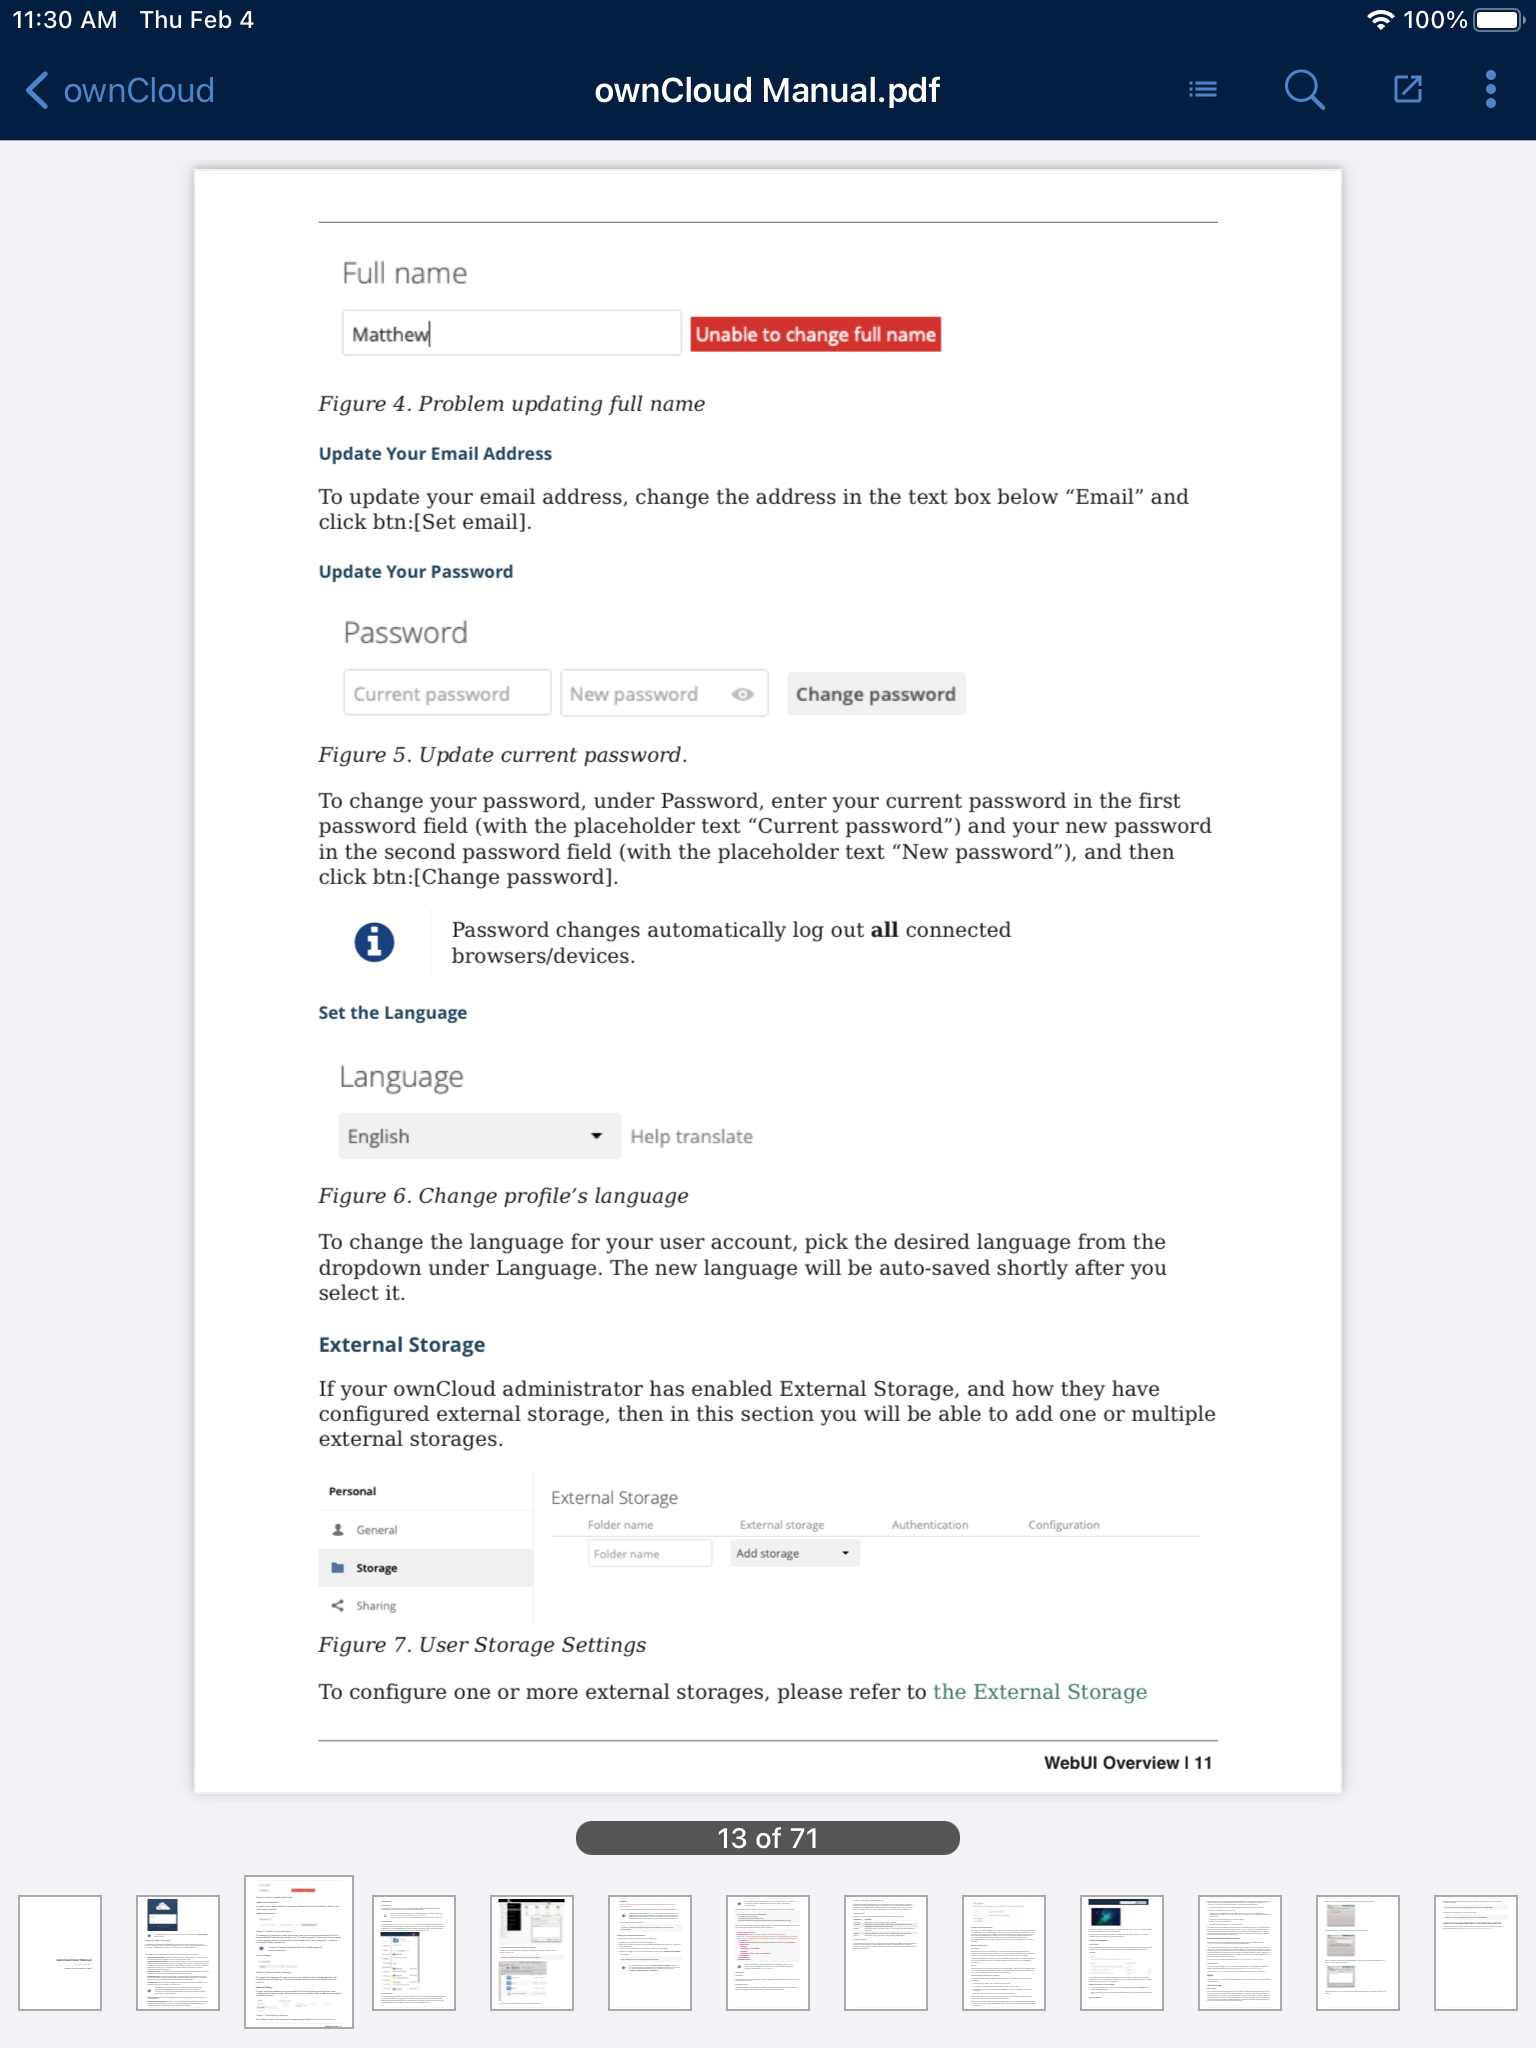 11:30 AM Thu Feb 4 100%
ownCloud ownCloud Manual.pdf
Full name
Matthew Unable to change full name
Figure 4. Problem updating full name
Update Your Email Address
To update your email address, change the address in the text box below “Email” and
click btn:[Set email].
Update Your Password
Password
Current password New password Change password
Figure 5. Update current password.
To change your password, under Password, enter your current password in the first
password field (with the placeholder text “Current password”) and your new password
in the second password field (with the placeholder text “New password”), and then
click btn:[Change password].
Password changes automatically log out all connected
browsers/devices.
Set the Language
Language
English Help translate
Figure 6. Change profile’s language
To change the language for your user account, pick the desired language from the
dropdown under Language. The new language will be auto-saved shortly after you
select it.
External Storage
If your ownCloud administrator has enabled External Storage, and how they have
configured external storage, then in this section you will be able to add one or multiple
external storages.
Personal
General
Storage
Sharing
External Storage
Folder name External storage Authentication Configuration
Folder name Add storage
Figure 7. User Storage Settings
To configure one or more external storages, please refer to the External Storage
WebUI Overview | 11
13 of 71